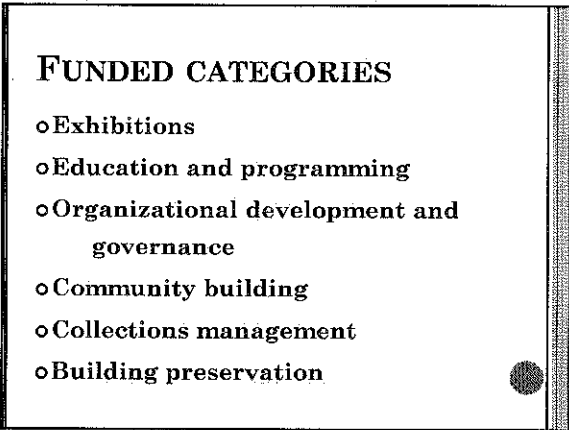 FUNDED CATEGORIES
o Exhibitions
o Education and programming
o Organizational development and
governance
o Community building
o Collections management
o Building preservation